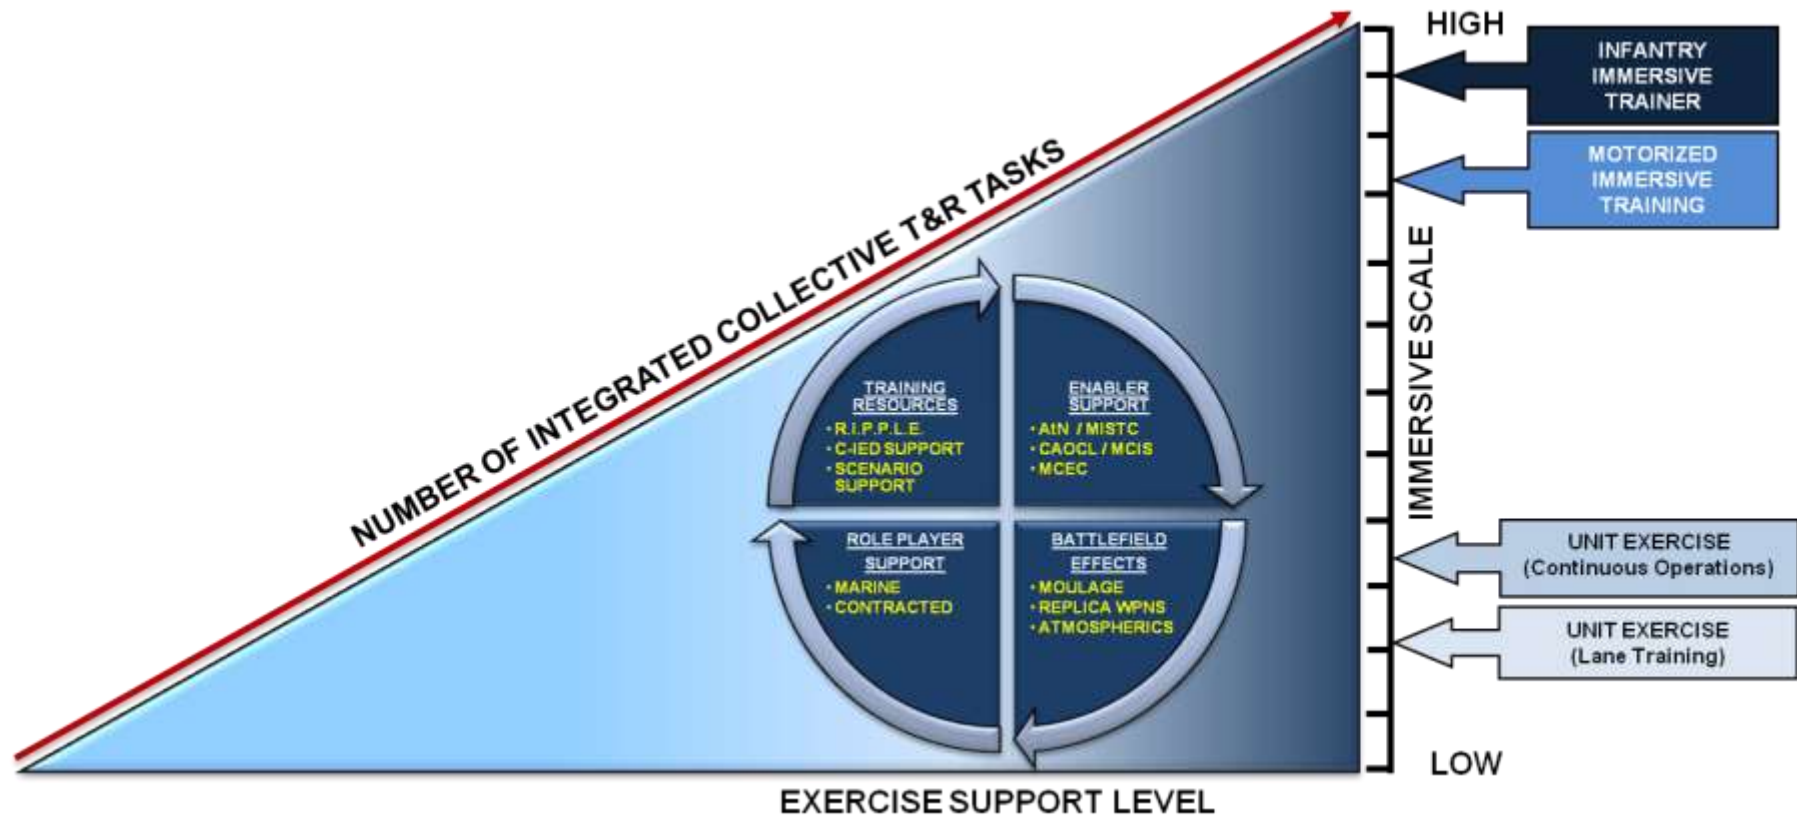 HIGH
INFANTRY
IMMERSIVE
TRAINER
MOTORIZED
IMMERSIVE
TRAINING
NUMBER OF INTEGRATED COLLECTIVE T&R TASKS
IMMERSIVE SCALE
TRAINING
RESOURCES
• R.I.P.P.L.E.
• C-IED SUPPORT
• SCENARIO
SUPPORT
ENABLER
SUPPORT
• AtN / MISTC
• CAOCL / MCIS
• MCEC
ROLE PLAYER
SUPPORT
• MARINE
• CONTRACTED
BATTLEFIELD
EFFECTS
• MOULAGE
• REPLICA WPNS
• ATMOSPHERICS
UNIT EXERCISE
(Continuous Operations)
UNIT EXERCISE
(Lane Training)
LOW
EXERCISE SUPPORT LEVEL